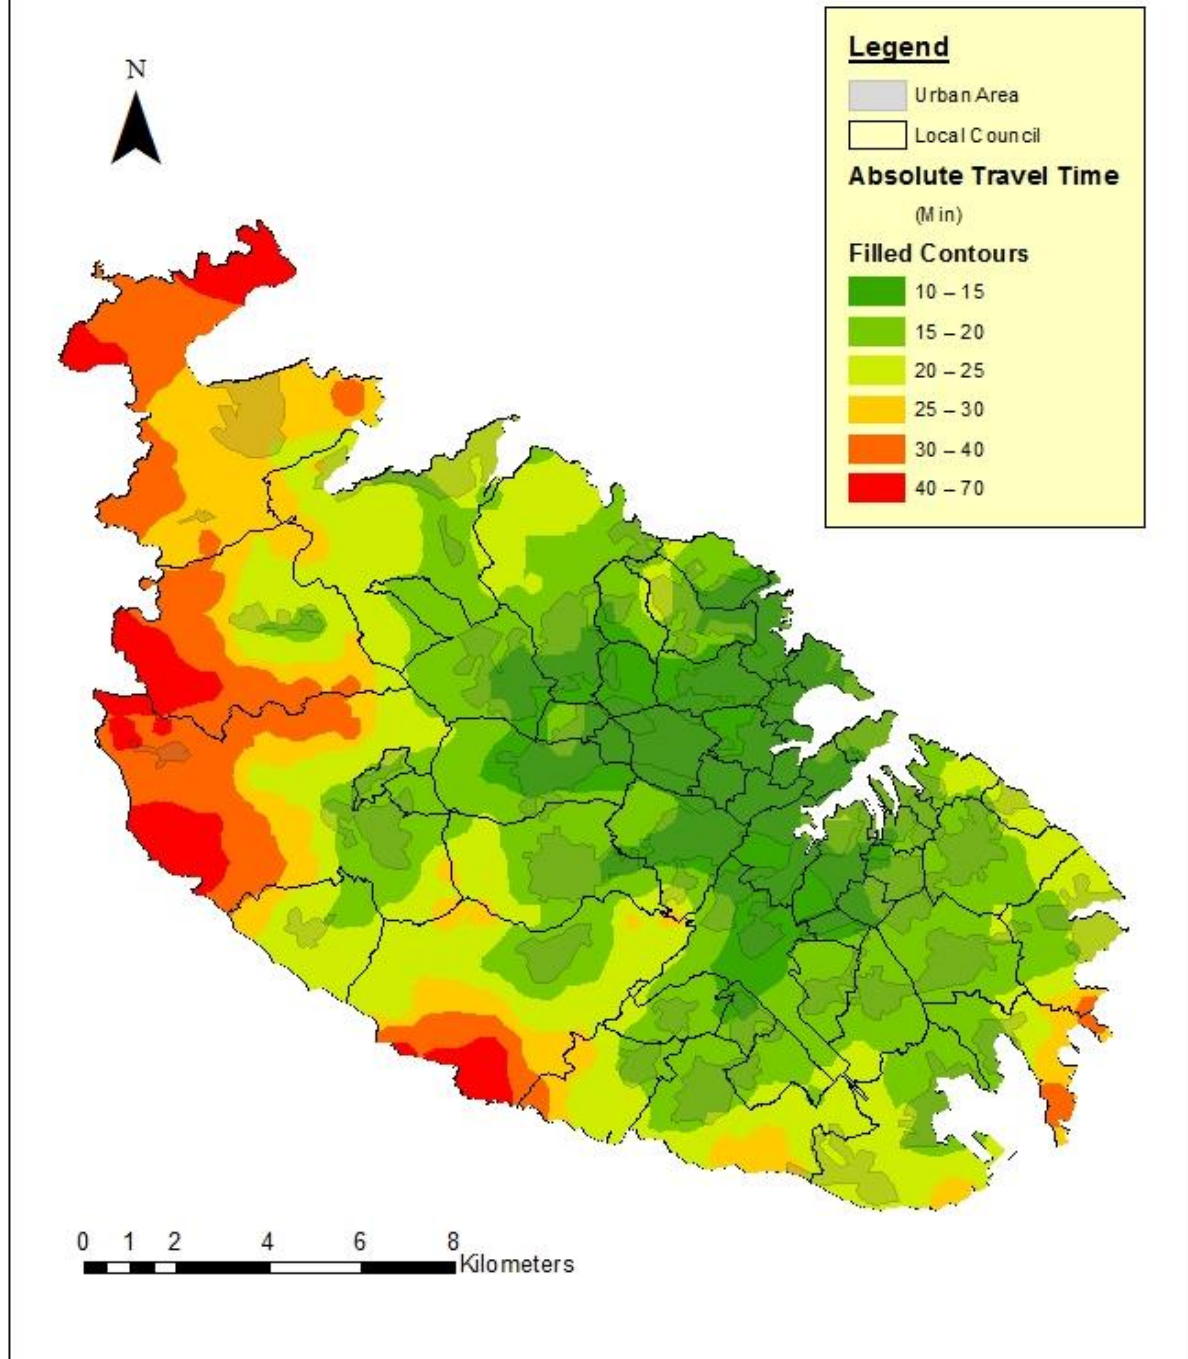 N
Legend
Urban Area
Local Council
Absolute Travel Time
(Min)
Filled Contours
10 – 15
15 – 20
20 – 25
25 – 30
30 – 40
40 – 70
0 1 2 4 6 8
Kilometers